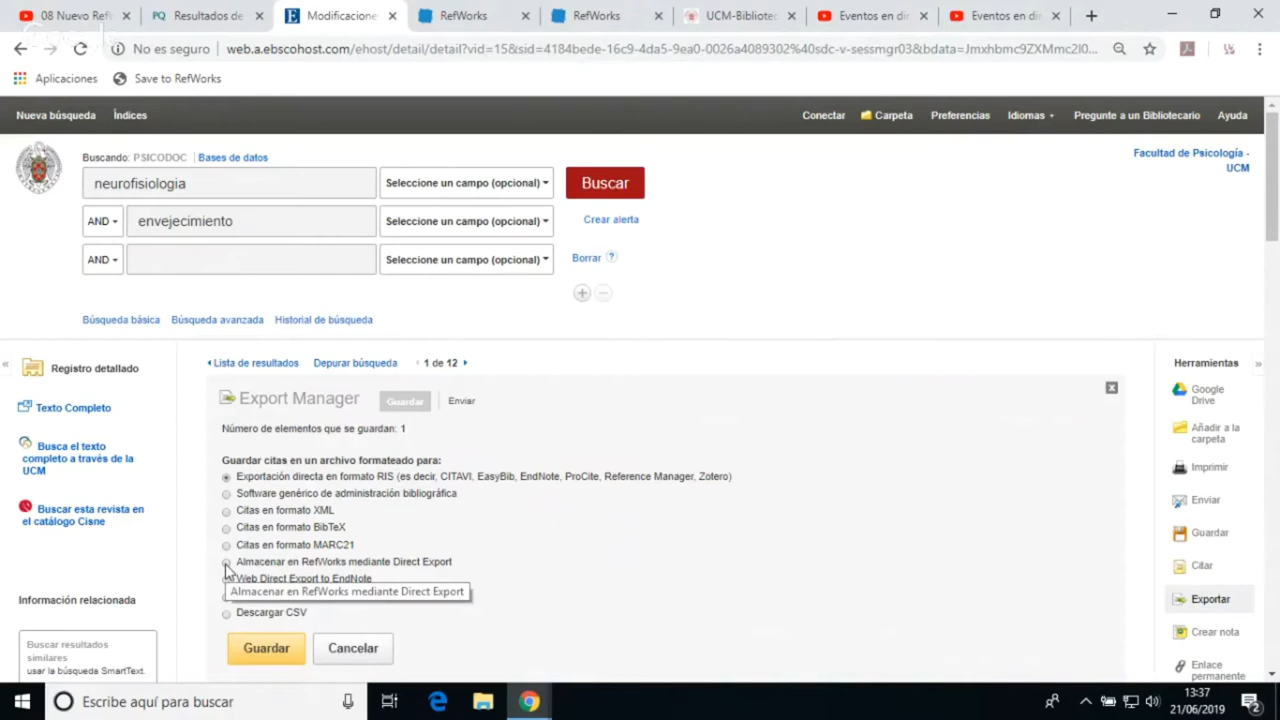 08 Nuevo Ref
Resultados de
Modificacione
RefWorks
RefWorks
UCM-Bibliotec
Eventos en dir
Eventos en dir
No es seguro
web.a.ebscohost.com/ehost/detail/detail?vid=15&sid=4184bede-16c9-4da5-9ea0-0026a4089302%40sdc-v-sessmgr03&bdata=Jmxhbmc9ZXMmc2l0...
Aplicaciones
Save to RefWorks
Nueva búsqueda
Índices
Conectar
Carpeta
Preferencias
Idiomas
Pregunte a un Bibliotecario
Ayuda
Buscando: PSICODOC
Bases de datos
Facultad de Psicología -
UCM
neurofisiologia
Seleccione un campo (opcional)
Buscar
AND
envejecimiento
Seleccione un campo (opcional)
Crear alerta
AND
Seleccione un campo (opcional)
Borrar
Búsqueda básica
Búsqueda avanzada
Historial de búsqueda
Registro detallado
Texto Completo
Busca el texto
completo a través de la
UCM
Buscar esta revista en
el catálogo Cisne
Información relacionada
Buscar resultados
similares
usar la búsqueda SmartText.
Lista de resultados
Depurar búsqueda
1 de 12
Export Manager
Guardar
Enviar
Número de elementos que se guardan: 1
Guardar citas en un archivo formateado para:
Exportación directa en formato RIS (es decir, CITAVI, EasyBib, EndNote, ProCite, Reference Manager, Zotero)
Software genérico de administración bibliográfica
Citas en formato XML
Citas en formato BibTeX
Citas en formato MARC21
Almacenar en RefWorks mediante Direct Export
Web Direct Export to EndNote
Almacenar en RefWorks mediante Direct Export
Descargar CSV
Guardar
Cancelar
Herramientas
Google
Drive
Añadir a la
carpeta
Imprimir
Enviar
Guardar
Citar
Exportar
Crear nota
Enlace
permanente
Escribe aquí para buscar
13:37
21/06/2019
2